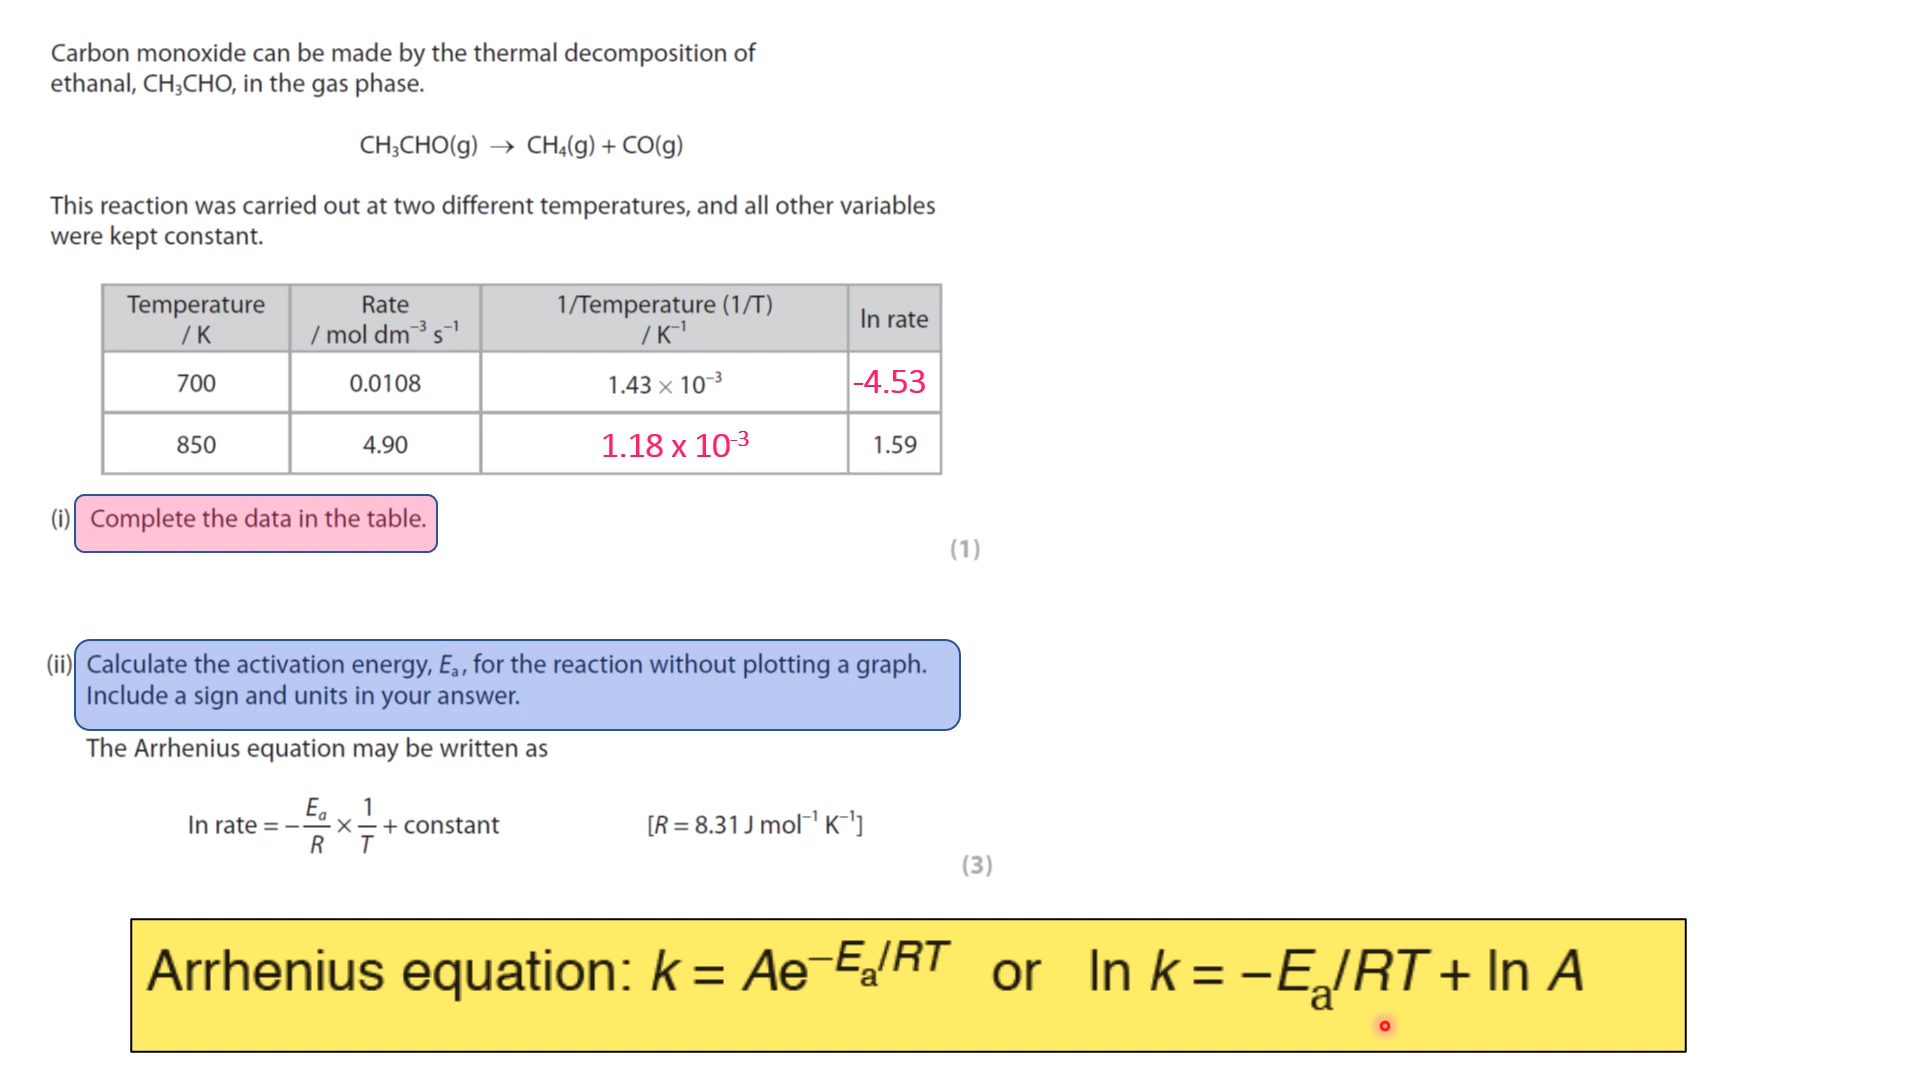 Carbon monoxide can be made by the thermal decomposition of
ethanal, CH₃CHO, in the gas phase.
CH₃CHO(g) → CH₄(g) + CO(g)
This reaction was carried out at two different temperatures, and all other variables
were kept constant.
Temperature / K Rate / mol dm⁻³ s⁻¹ 1/Temperature (1/T) / K⁻¹ ln rate
700 0.0108 1.43 × 10⁻³ -4.53
850 4.90 1.18 x 10⁻³ 1.59
(i) Complete the data in the table.
(1)
(ii) Calculate the activation energy, Eₐ, for the reaction without plotting a graph.
Include a sign and units in your answer.
The Arrhenius equation may be written as
ln rate = −Eₐ/R × 1/T + constant [R = 8.31 J mol⁻¹ K⁻¹]
(3)
Arrhenius equation: k = Ae^(−Eₐ/RT) or ln k = −Eₐ/RT + ln A